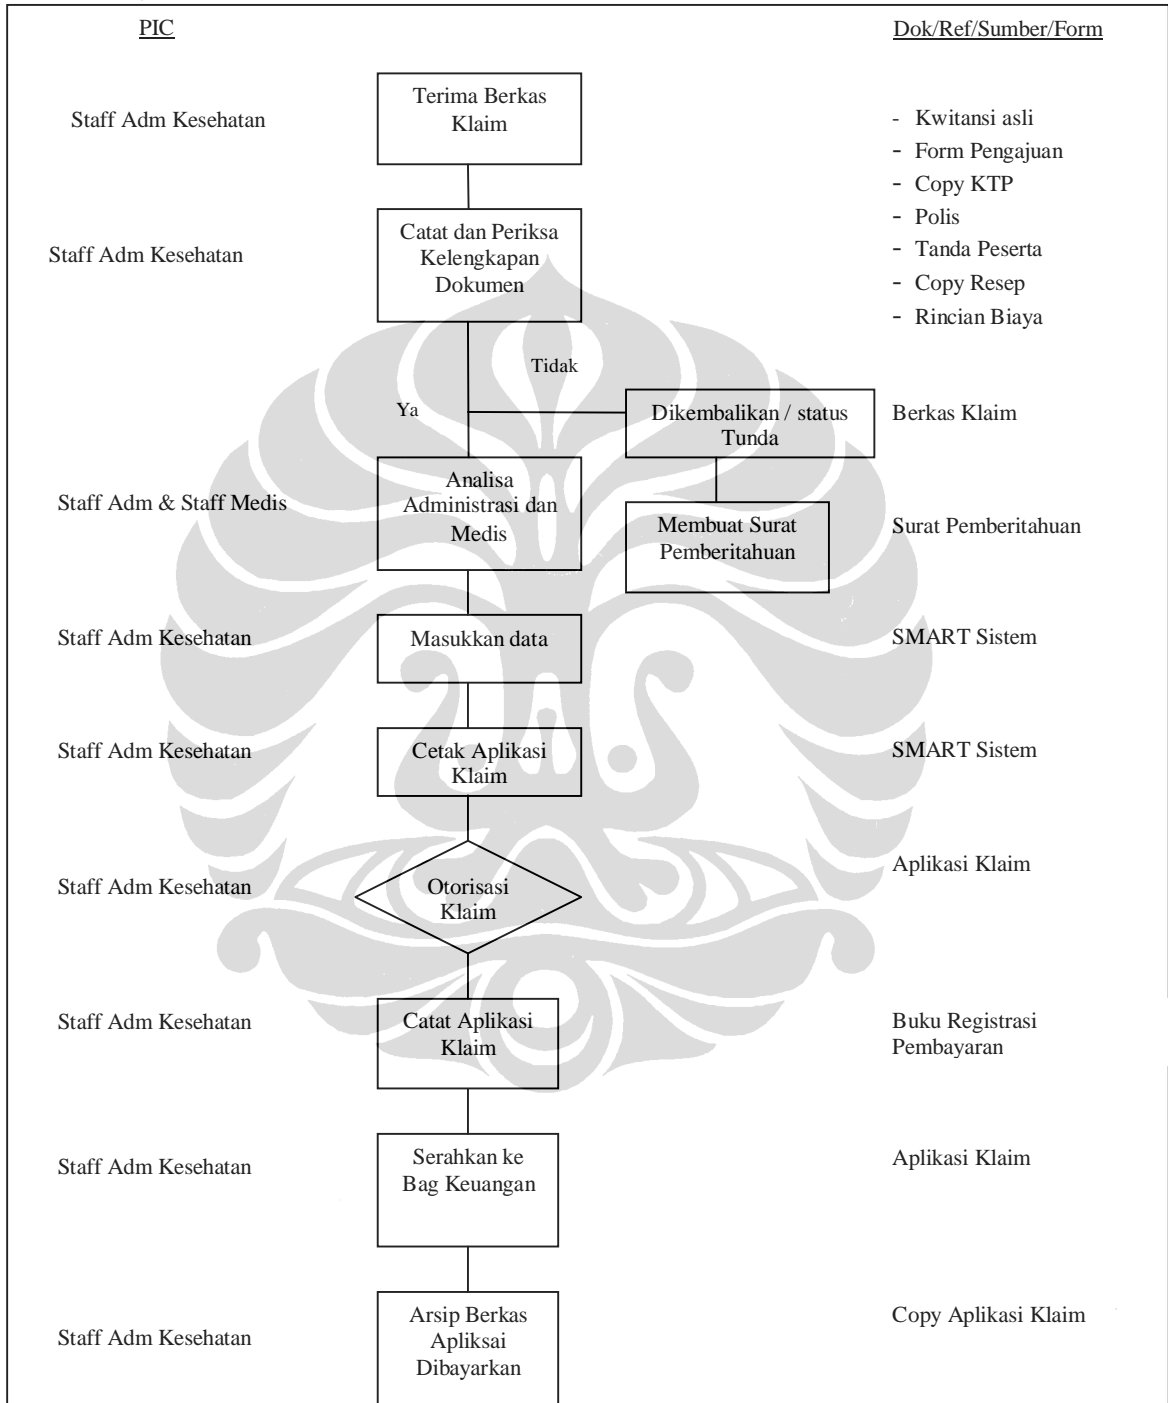 PIC
Dok/Ref/Sumber/Form
Staff Adm Kesehatan
Terima Berkas
Klaim
- Kwitansi asli
- Form Pengajuan
- Copy KTP
- Polis
- Tanda Peserta
- Copy Resep
- Rincian Biaya
Staff Adm Kesehatan
Catat dan Periksa
Kelengkapan
Dokumen
Tidak
Ya
Dikembalikan / status
Tunda
Berkas Klaim
Staff Adm & Staff Medis
Analisa
Administrasi dan
Medis
Membuat Surat
Pemberitahuan
Surat Pemberitahuan
Staff Adm Kesehatan
Masukkan data
SMART Sistem
Staff Adm Kesehatan
Cetak Aplikasi
Klaim
SMART Sistem
Staff Adm Kesehatan
Otorisasi
Klaim
Aplikasi Klaim
Staff Adm Kesehatan
Catat Aplikasi
Klaim
Buku Registrasi
Pembayaran
Staff Adm Kesehatan
Serahkan ke
Bag Keuangan
Aplikasi Klaim
Staff Adm Kesehatan
Arsip Berkas
Apliksai
Dibayarkan
Copy Aplikasi Klaim